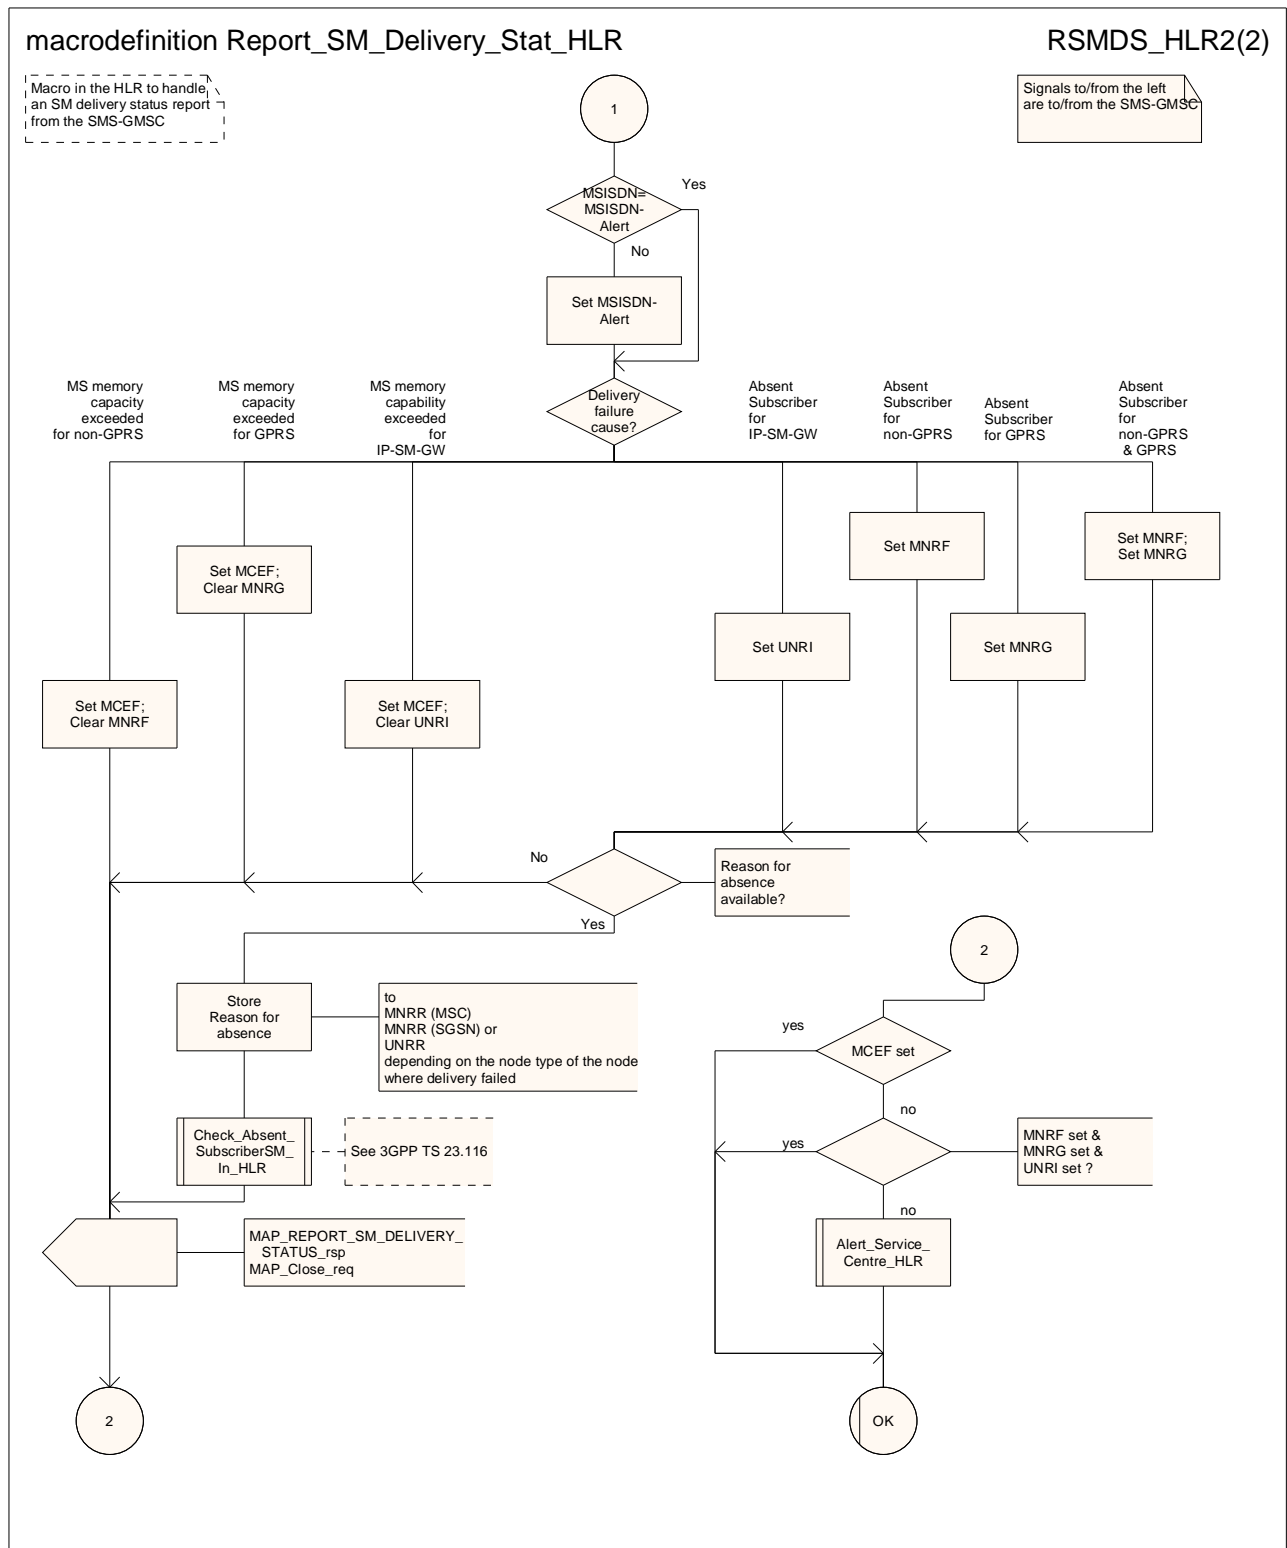 macrodefinition Report_SM_Delivery_Stat_HLR
RSMDS_HLR2(2)
Macro in the HLR to handle
an SM delivery status report
from the SMS-GMSC
Signals to/from the left
are to/from the SMS-GMSC
1
MSISDN=
MSISDN-
Alert
Yes
No
Set MSISDN-
Alert
Delivery
failure
cause?
MS memory
capacity
exceeded
for non-GPRS
MS memory
capacity
exceeded
for GPRS
MS memory
capability
exceeded
for
IP-SM-GW
Absent
Subscriber
for
IP-SM-GW
Absent
Subscriber
for
non-GPRS
Absent
Subscriber
for GPRS
Absent
Subscriber
for
non-GPRS
& GPRS
Set MCEF;
Clear MNRF
Set MCEF;
Clear MNRG
Set MCEF;
Clear UNRI
Set UNRI
Set MNRF
Set MNRG
Set MNRF;
Set MNRG
No
Reason for
absence
available?
Yes
Store
Reason for
absence
to
MNRR (MSC)
MNRR (SGSN) or
UNRR
depending on the node type of the node
where delivery failed
Check_Absent_
SubscriberSM_
In_HLR
See 3GPP TS 23.116
MAP_REPORT_SM_DELIVERY_
STATUS_rsp
MAP_Close_req
2
2
yes
MCEF set
no
yes
MNRF set &
MNRG set &
UNRI set ?
no
Alert_Service_
Centre_HLR
OK